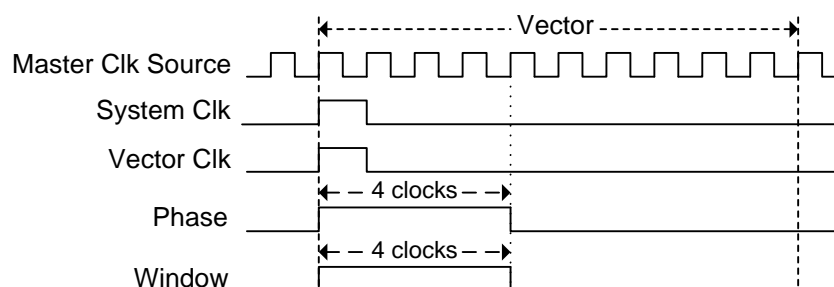 Vector
Master Clk Source
System Clk
Vector Clk
4 clocks
Phase
4 clocks
Window